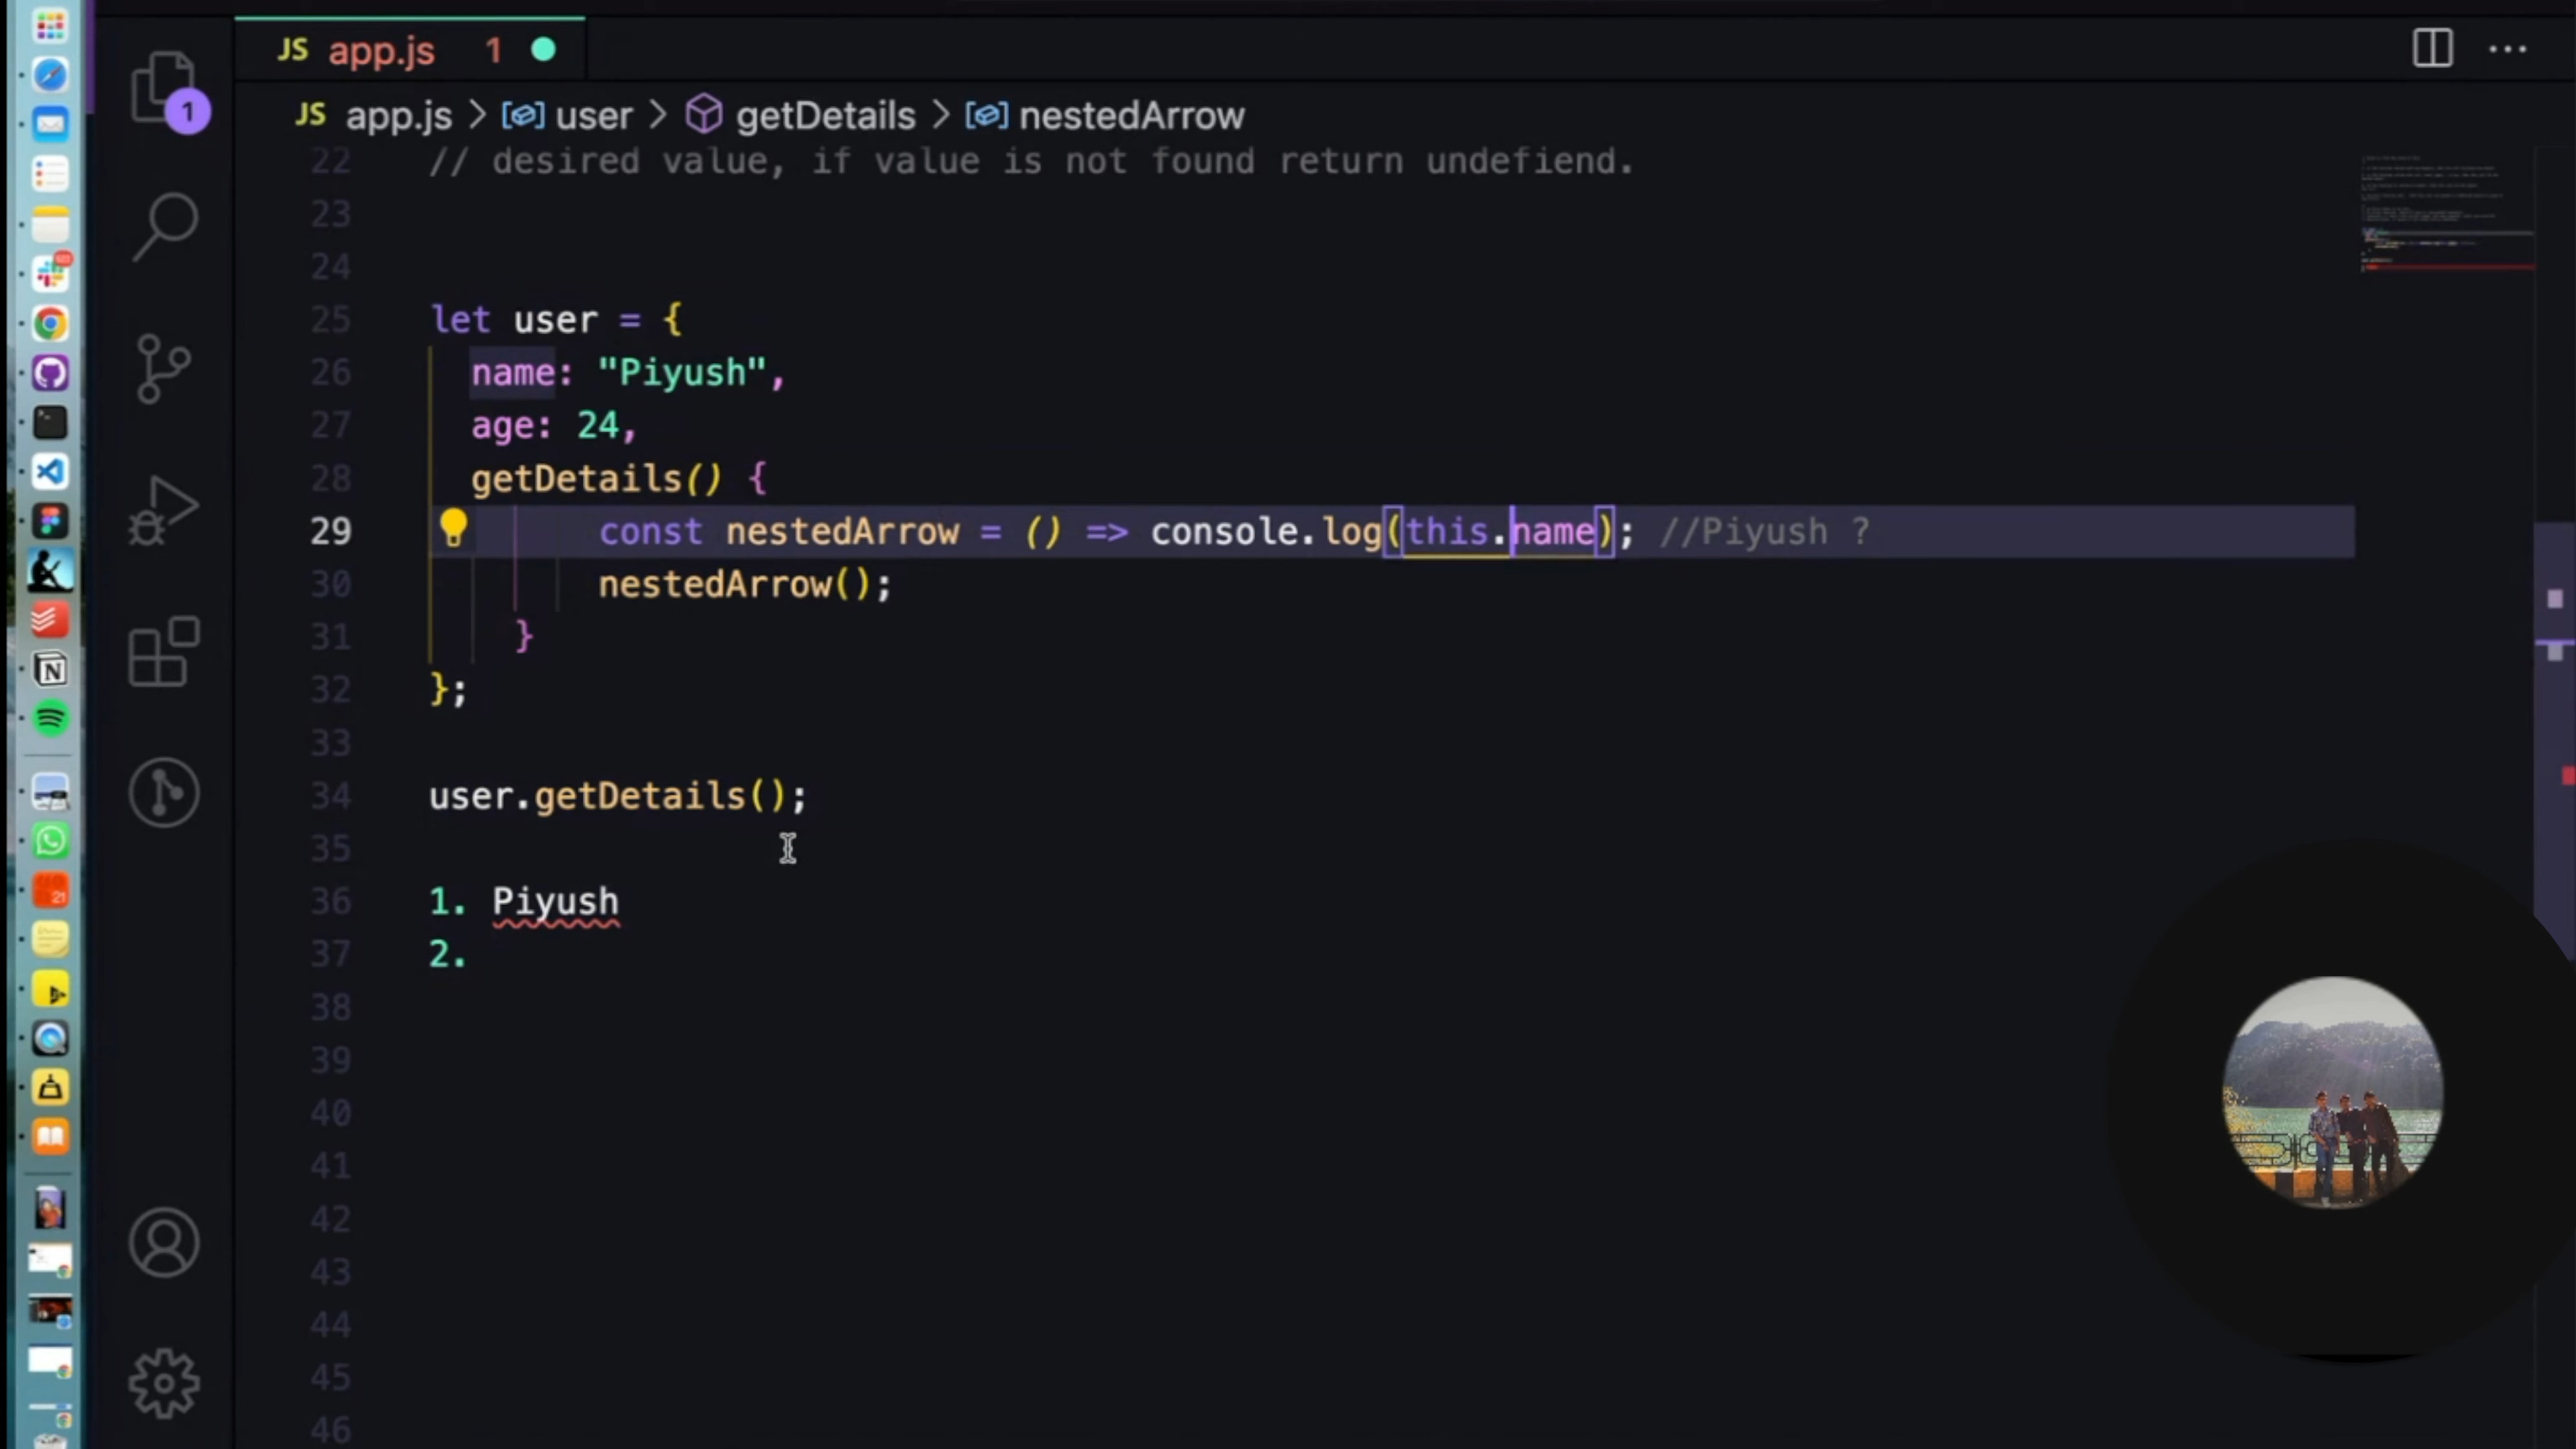 JS app.js 1
1
JS app.js > user > getDetails > nestedArrow
22 // desired value, if value is not found return undefiend.
23
24
25 let user = {
26 name: "Piyush",
27 age: 24,
28 getDetails() {
29 const nestedArrow = () => console.log(this.name); //Piyush ?
30 nestedArrow();
31 }
32 };
33
34 user.getDetails();
35
36 1. Piyush
37 2.
38
39
40
41
42
43
44
45
46